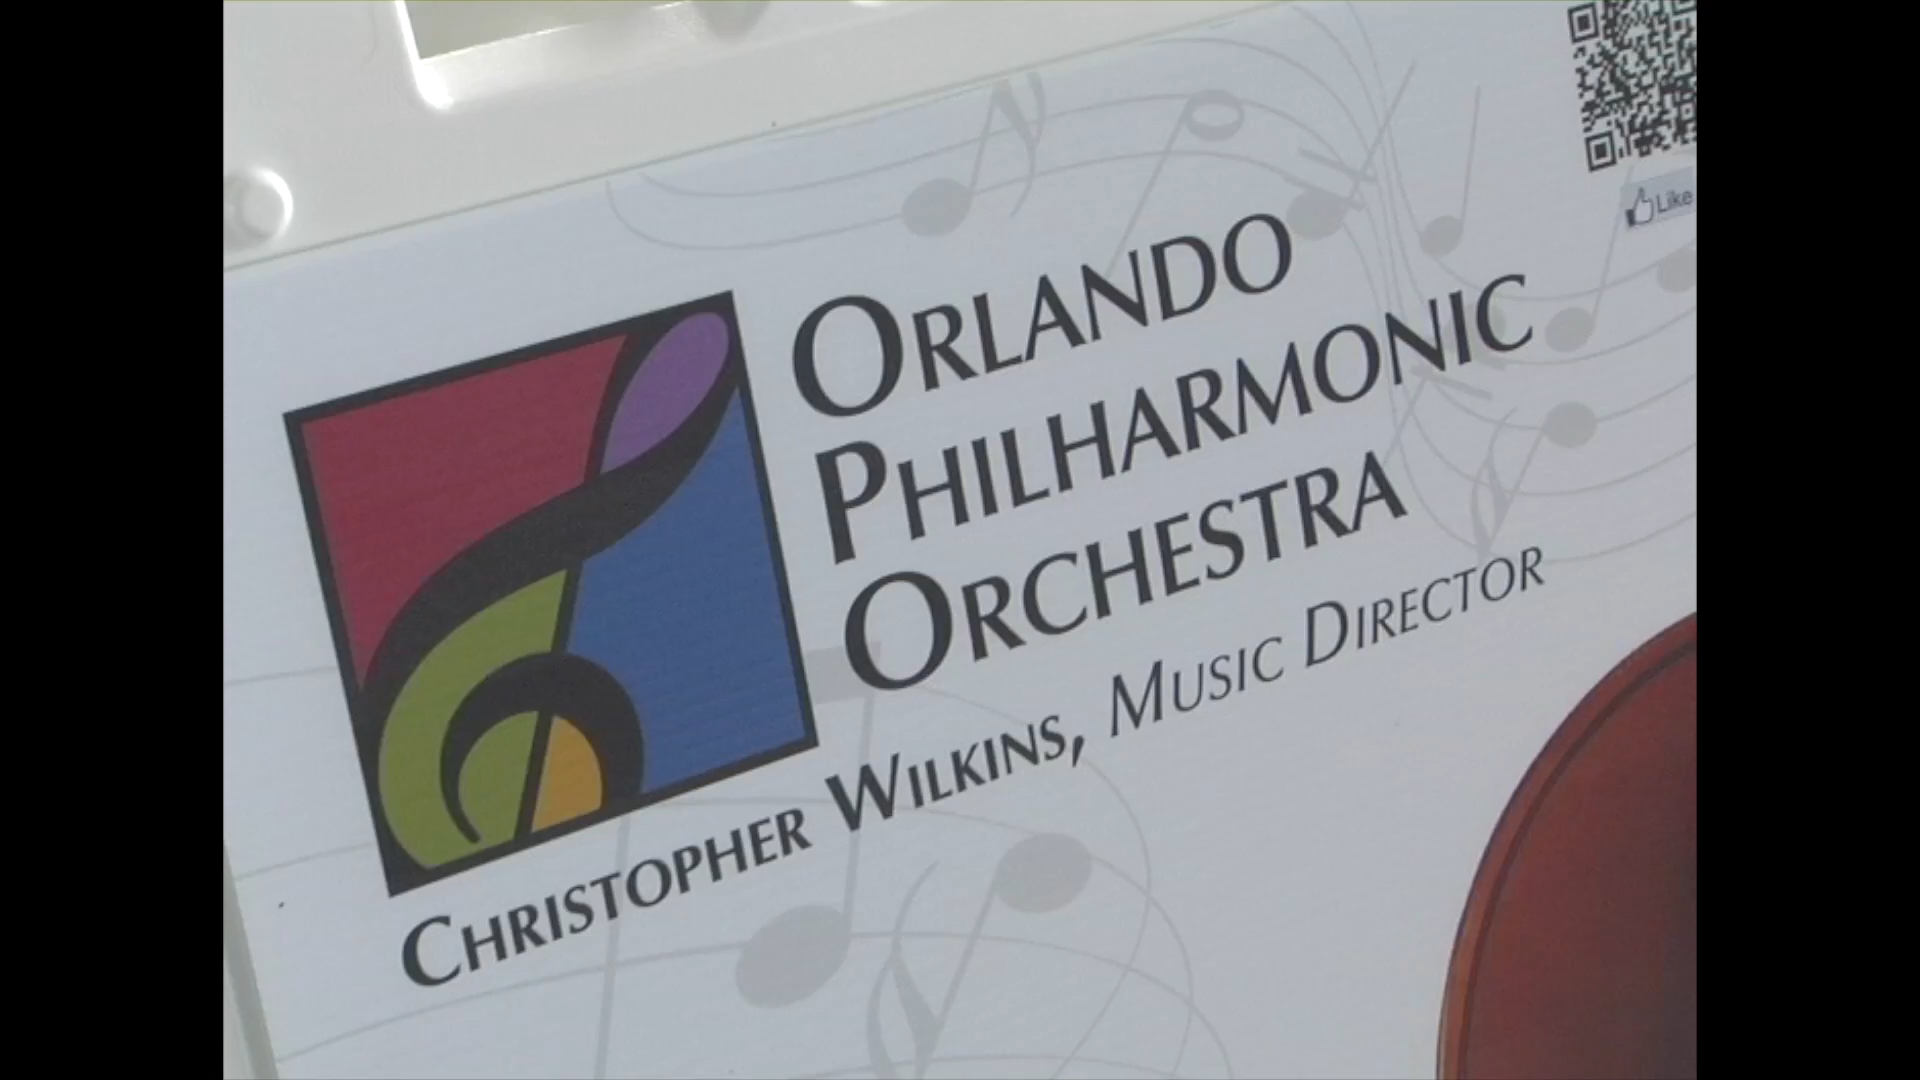 Like
ORLANDO
PHILHARMONIC
ORCHESTRA
CHRISTOPHER WILKINS, MUSIC DIRECTOR